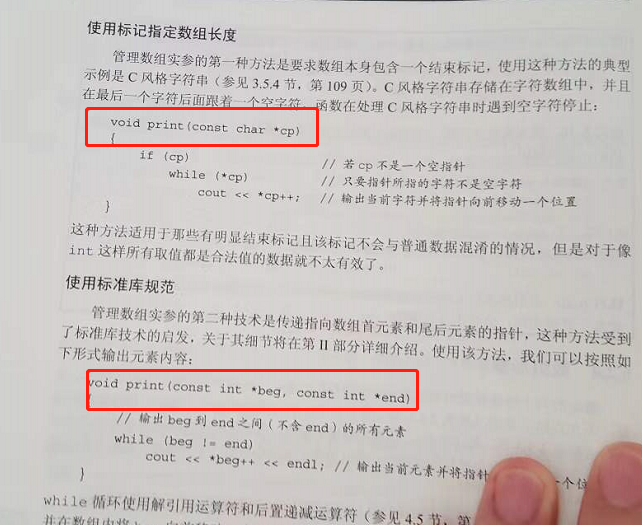 使用标记指定数组长度
管理数组实参的第一种方法是要求数组本身包含一个结束标记，使用这种方法的典型
示例是 C 风格字符串（参见 3.5.4 节，第 109 页）。C 风格字符串存储在字符数组中，并且
在最后一个字符后面跟着一个空字符。函数在处理 C 风格字符串时遇到空字符停止：
void print(const char *cp)
{
if (cp) // 若 cp 不是一个空指针
while (*cp) // 只要指针所指的字符不是空字符
cout << *cp++; // 输出当前字符并将指针向前移动一个位置
}
这种方法适用于那些有明显结束标记且该标记不会与普通数据混淆的情况，但是对于像
int 这样所有取值都是合法值的数据就不太有效了。
使用标准库规范
管理数组实参的第二种技术是传递指向数组首元素和尾后元素的指针，这种方法受到
了标准库技术的启发，关于其细节将在第 II 部分详细介绍。使用该方法，我们可以按照如
下形式输出元素内容：
void print(const int *beg, const int *end)
{
// 输出 beg 到 end 之间（不含 end）的所有元素
while (beg != end)
cout << *beg++ << endl; // 输出当前元素并将指针 一个位
}
while 循环使用解引用运算符和后置递减运算符（参见 4.5 节，第